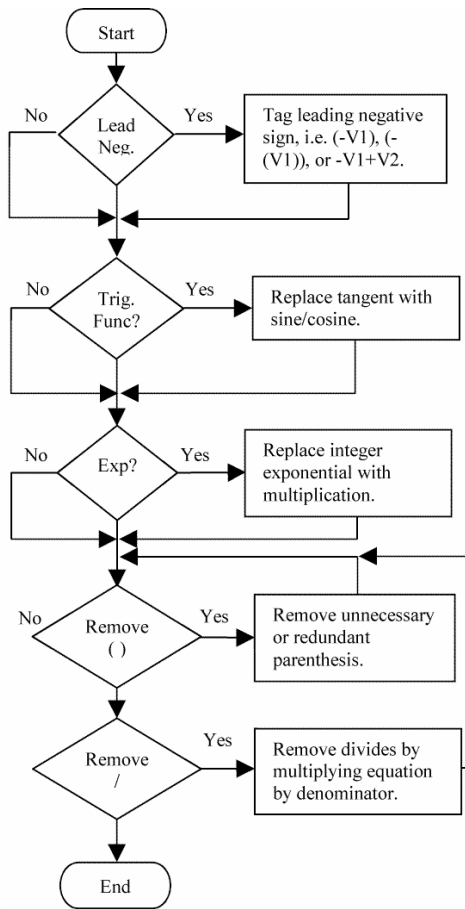 Start
No
Lead
Neg.
Yes
Tag leading negative
sign, i.e. (-V1), (-
(V1)), or -V1+V2.
No
Trig.
Func?
Yes
Replace tangent with
sine/cosine.
No
Exp?
Yes
Replace integer
exponential with
multiplication.
No
Remove
( )
Yes
Remove unnecessary
or redundant
parenthesis.
Remove
/
Yes
Remove divides by
multiplying equation
by denominator.
End